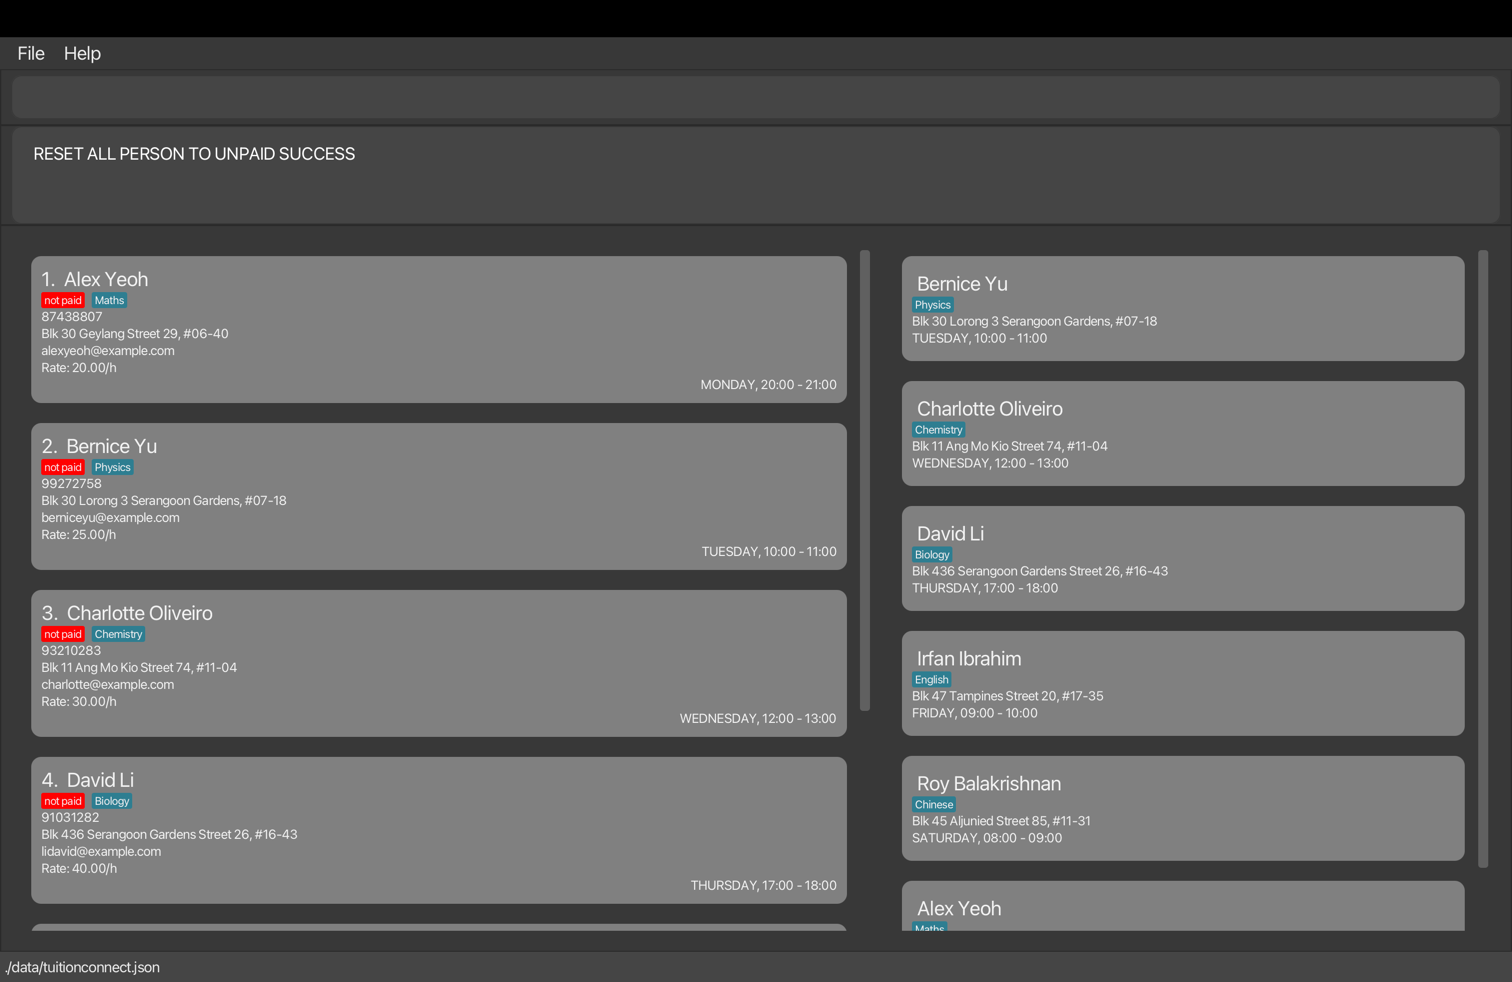 File Help
RESET ALL PERSON TO UNPAID SUCCESS
1. Alex Yeoh
not paid Maths
87438807
Blk 30 Geylang Street 29, #06-40
alexyeoh@example.com
Rate: 20.00/h
MONDAY, 20:00 - 21:00
2. Bernice Yu
not paid Physics
99272758
Blk 30 Lorong 3 Serangoon Gardens, #07-18
berniceyu@example.com
Rate: 25.00/h
TUESDAY, 10:00 - 11:00
3. Charlotte Oliveiro
not paid Chemistry
93210283
Blk 11 Ang Mo Kio Street 74, #11-04
charlotte@example.com
Rate: 30.00/h
WEDNESDAY, 12:00 - 13:00
4. David Li
not paid Biology
91031282
Blk 436 Serangoon Gardens Street 26, #16-43
lidavid@example.com
Rate: 40.00/h
THURSDAY, 17:00 - 18:00
Bernice Yu
Physics
Blk 30 Lorong 3 Serangoon Gardens, #07-18
TUESDAY, 10:00 - 11:00
Charlotte Oliveiro
Chemistry
Blk 11 Ang Mo Kio Street 74, #11-04
WEDNESDAY, 12:00 - 13:00
David Li
Biology
Blk 436 Serangoon Gardens Street 26, #16-43
THURSDAY, 17:00 - 18:00
Irfan Ibrahim
English
Blk 47 Tampines Street 20, #17-35
FRIDAY, 09:00 - 10:00
Roy Balakrishnan
Chinese
Blk 45 Aljunied Street 85, #11-31
SATURDAY, 08:00 - 09:00
Alex Yeoh
Maths
./data/tuitionconnect.json